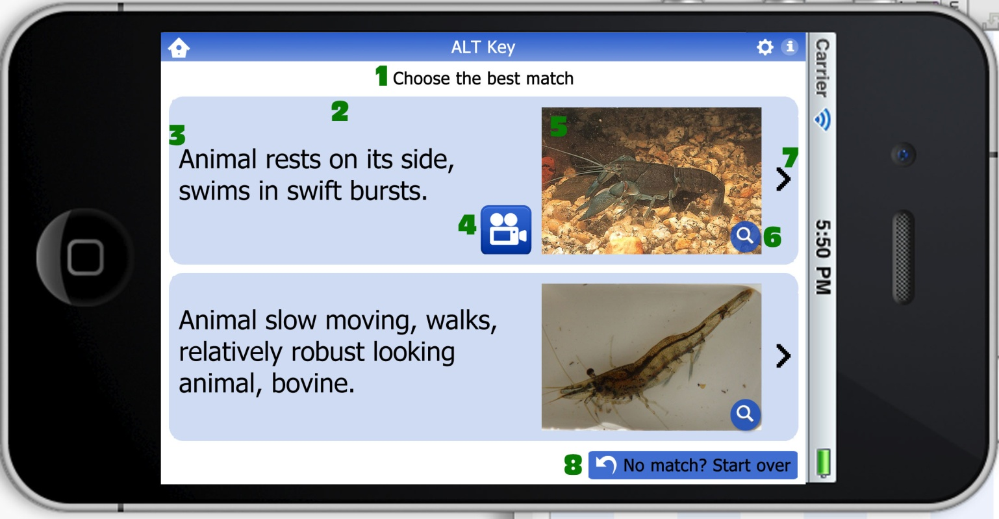 ALT Key
1 Choose the best match
2
3
Animal rests on its side,
swims in swift bursts.
4
5
6
7
Animal slow moving, walks,
relatively robust looking
animal, bovine.
8 No match? Start over
Carrier
5:50 PM